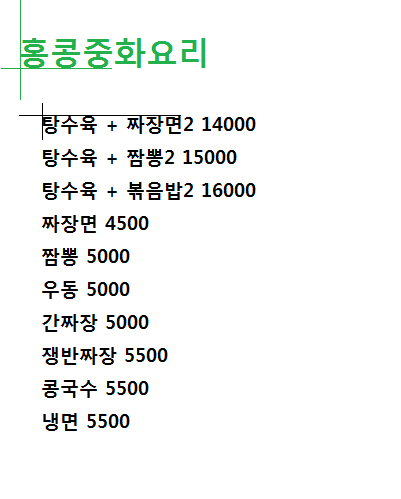 홍콩중화요리
탕수육 + 짜장면2 14000
탕수육 + 짬뽕2 15000
탕수육 + 볶음밥2 16000
짜장면 4500
짬뽕 5000
우동 5000
간짜장 5000
쟁반짜장 5500
콩국수 5500
냉면 5500